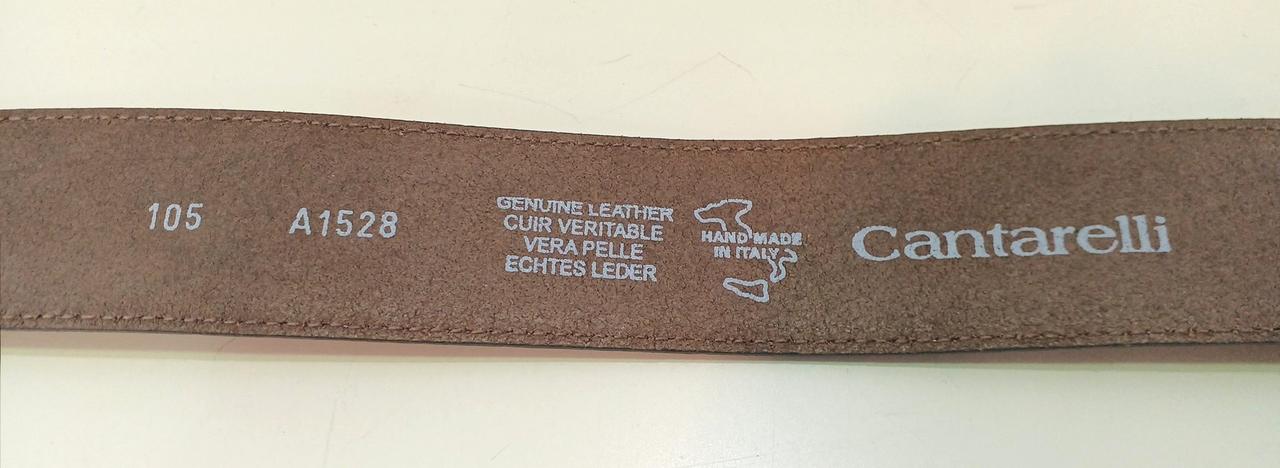 105
A1528
GENUINE LEATHER
CUIR VERITABLE
VERA PELLE
ECHTES LEDER
HAND MADE
IN ITALY
Cantarelli